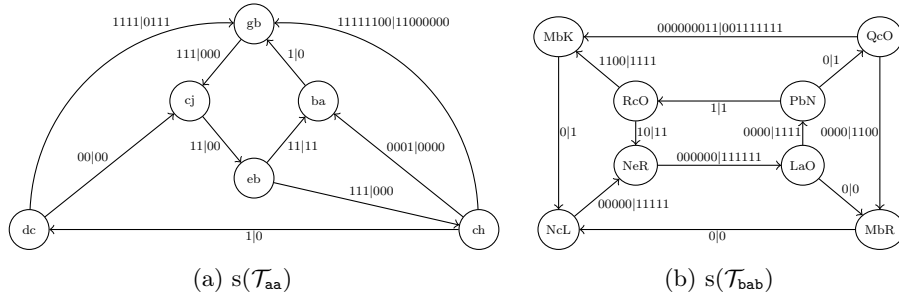 1111|0111
gb
11111100|11000000
111|000
1|0
cj
ba
00|00
11|00
11|11
0001|0000
eb
111|000
dc
1|0
ch
(a) s(𝒯aa)
MbK
000000011|001111111
QcO
1100|1111
0|1
RcO
1|1
PbN
0|1
10|11
0000|1111
0000|1100
NeR
000000|111111
LaO
00000|11111
0|0
NcL
0|0
MbR
(b) s(𝒯bab)